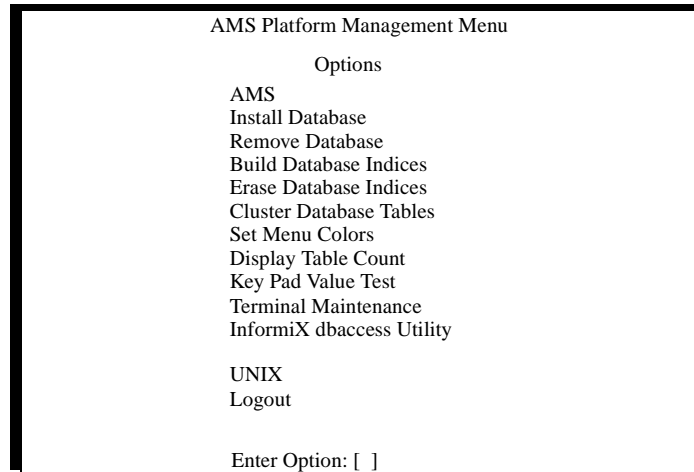 AMS Platform Management Menu
Options
AMS
Install Database
Remove Database
Build Database Indices
Erase Database Indices
Cluster Database Tables
Set Menu Colors
Display Table Count
Key Pad Value Test
Terminal Maintenance
InformiX dbaccess Utility
UNIX
Logout
Enter Option: [  ]